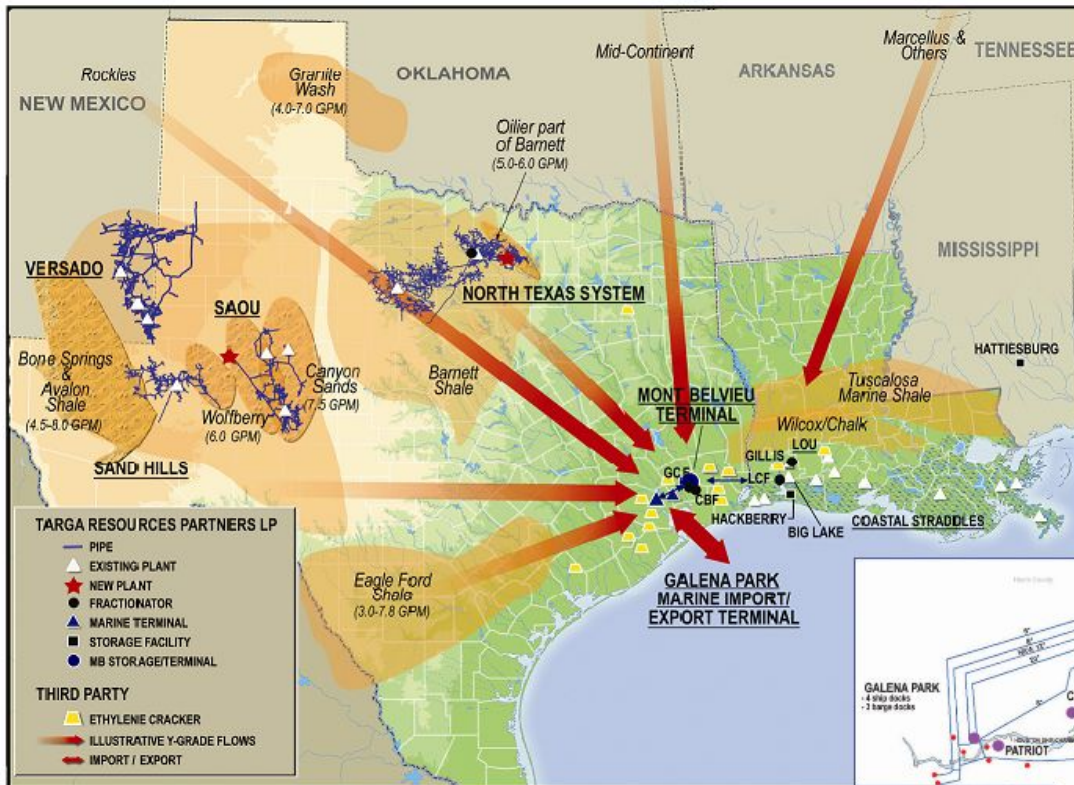 Rockies
NEW MEXICO
Granite
Wash
(4.0-7.0 GPM)
OKLAHOMA
Mid-Continent
ARKANSAS
Marcellus &
Others
TENNESSEE
Oilier part
of Barnett
(5.0-6.0 GPM)
MISSISSIPPI
VERSADO
SAOU
NORTH TEXAS SYSTEM
HATTIESBURG
Bone Springs
&
Avalon
Shale
(4.5-8.0 GPM)
Canyon
Sands
(7.5 GPM)
Barnett
Shale
Wolfberry
(6.0 GPM)
SAND HILLS
MONT BELVIEU
TERMINAL
Tuscalosa
Marine Shale
Wilcox/Chalk
LOU
GILLIS
GCF
LCF
CBF
HACKBERRY
BIG LAKE
COASTAL STRADDLES
Eagle Ford
Shale
(3.0-7.8 GPM)
GALENA PARK
MARINE IMPORT/
EXPORT TERMINAL
TARGA RESOURCES PARTNERS LP
PIPE
EXISTING PLANT
NEW PLANT
FRACTIONATOR
MARINE TERMINAL
STORAGE FACILITY
MB STORAGE/TERMINAL
THIRD PARTY
ETHYLENIE CRACKER
ILLUSTRATIVE Y-GRADE FLOWS
IMPORT / EXPORT
GALENA PARK
- 4 ship docks
- 3 barge docks
PATRIOT